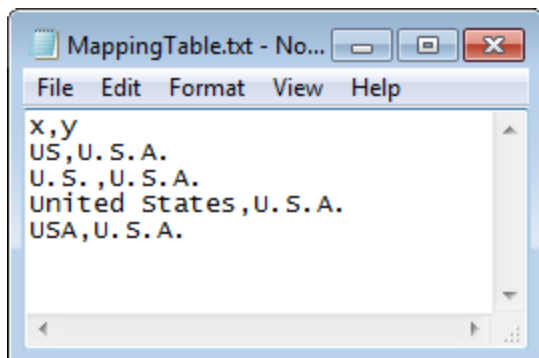 MappingTable.txt - No...
File Edit Format View Help
x,y
US,U.S.A.
U.S.,U.S.A.
United States,U.S.A.
USA,U.S.A.